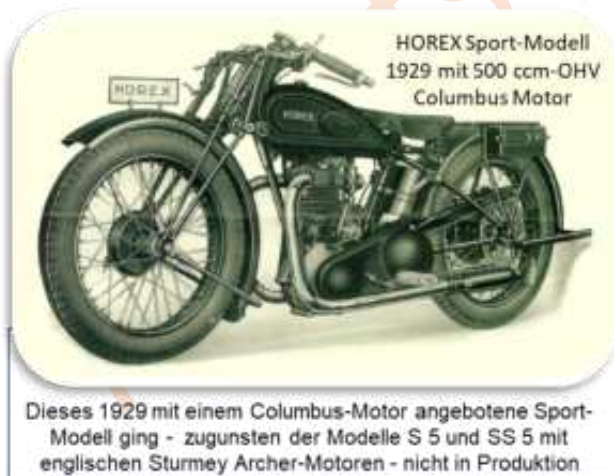 HOREX Sport-Modell
1929 mit 500 ccm-OHV
Columbus Motor
HOREX
HOREX
Dieses 1929 mit einem Columbus-Motor angebotene Sport-
Modell ging - zugunsten der Modelle S 5 und SS 5 mit
englischen Sturmey Archer-Motoren - nicht in Produktion